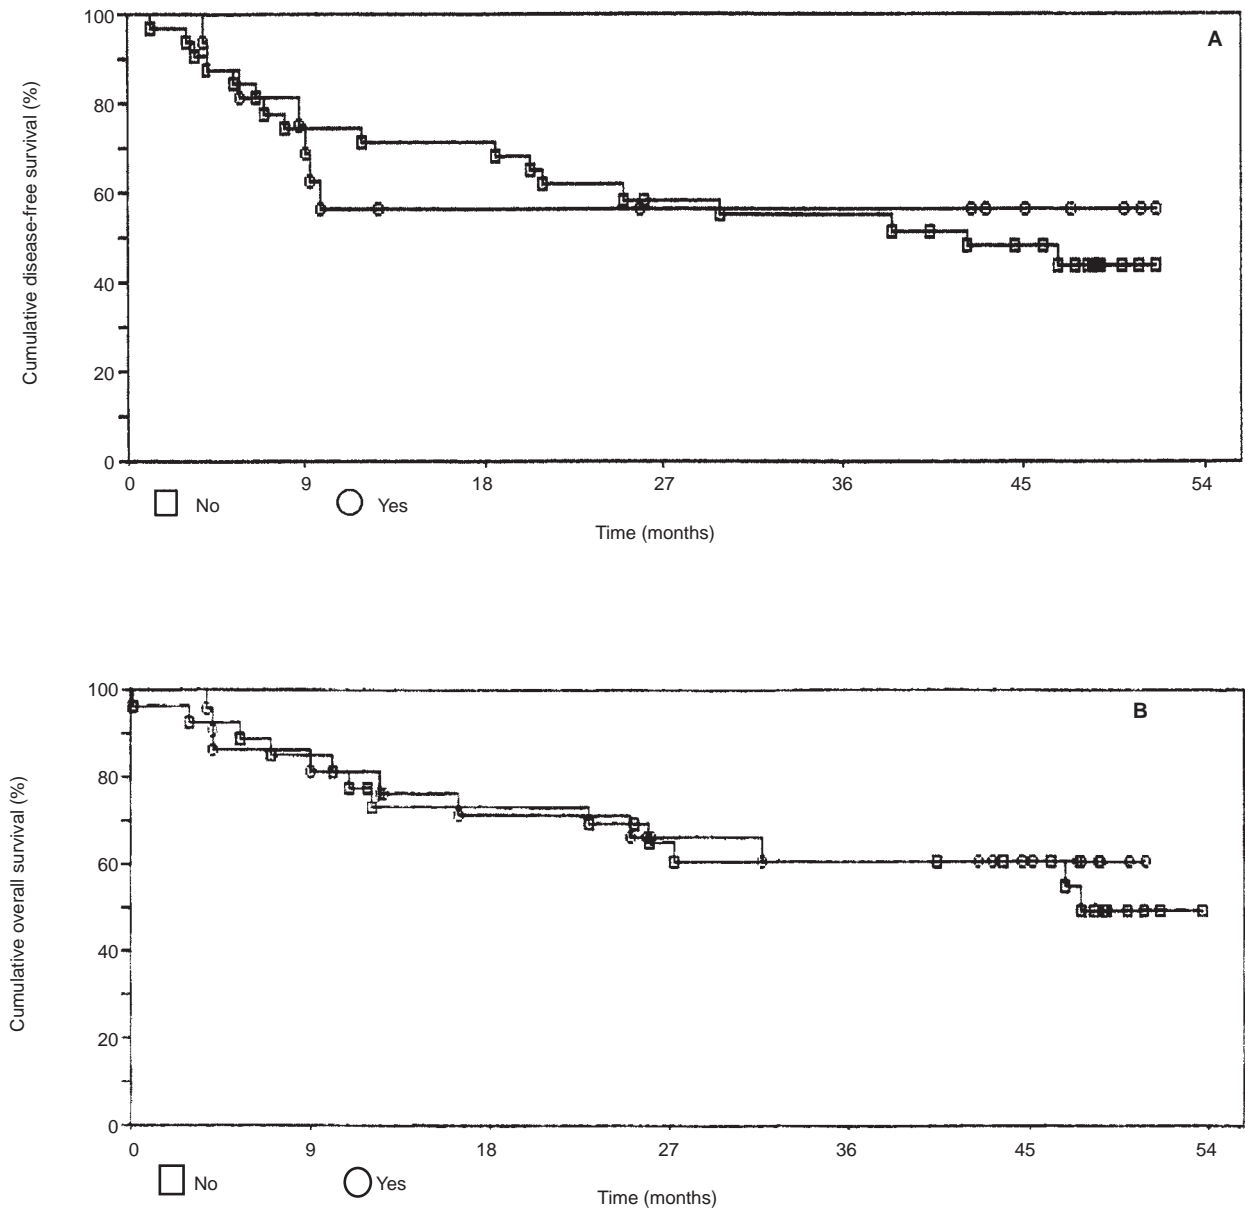 A
Cumulative disease-free survival (%)
100
80
60
40
20
0
0 9 18 27 36 45 54
No Yes
Time (months)
B
Cumulative overall survival (%)
100
80
60
40
20
0
0 9 18 27 36 45 54
No Yes
Time (months)